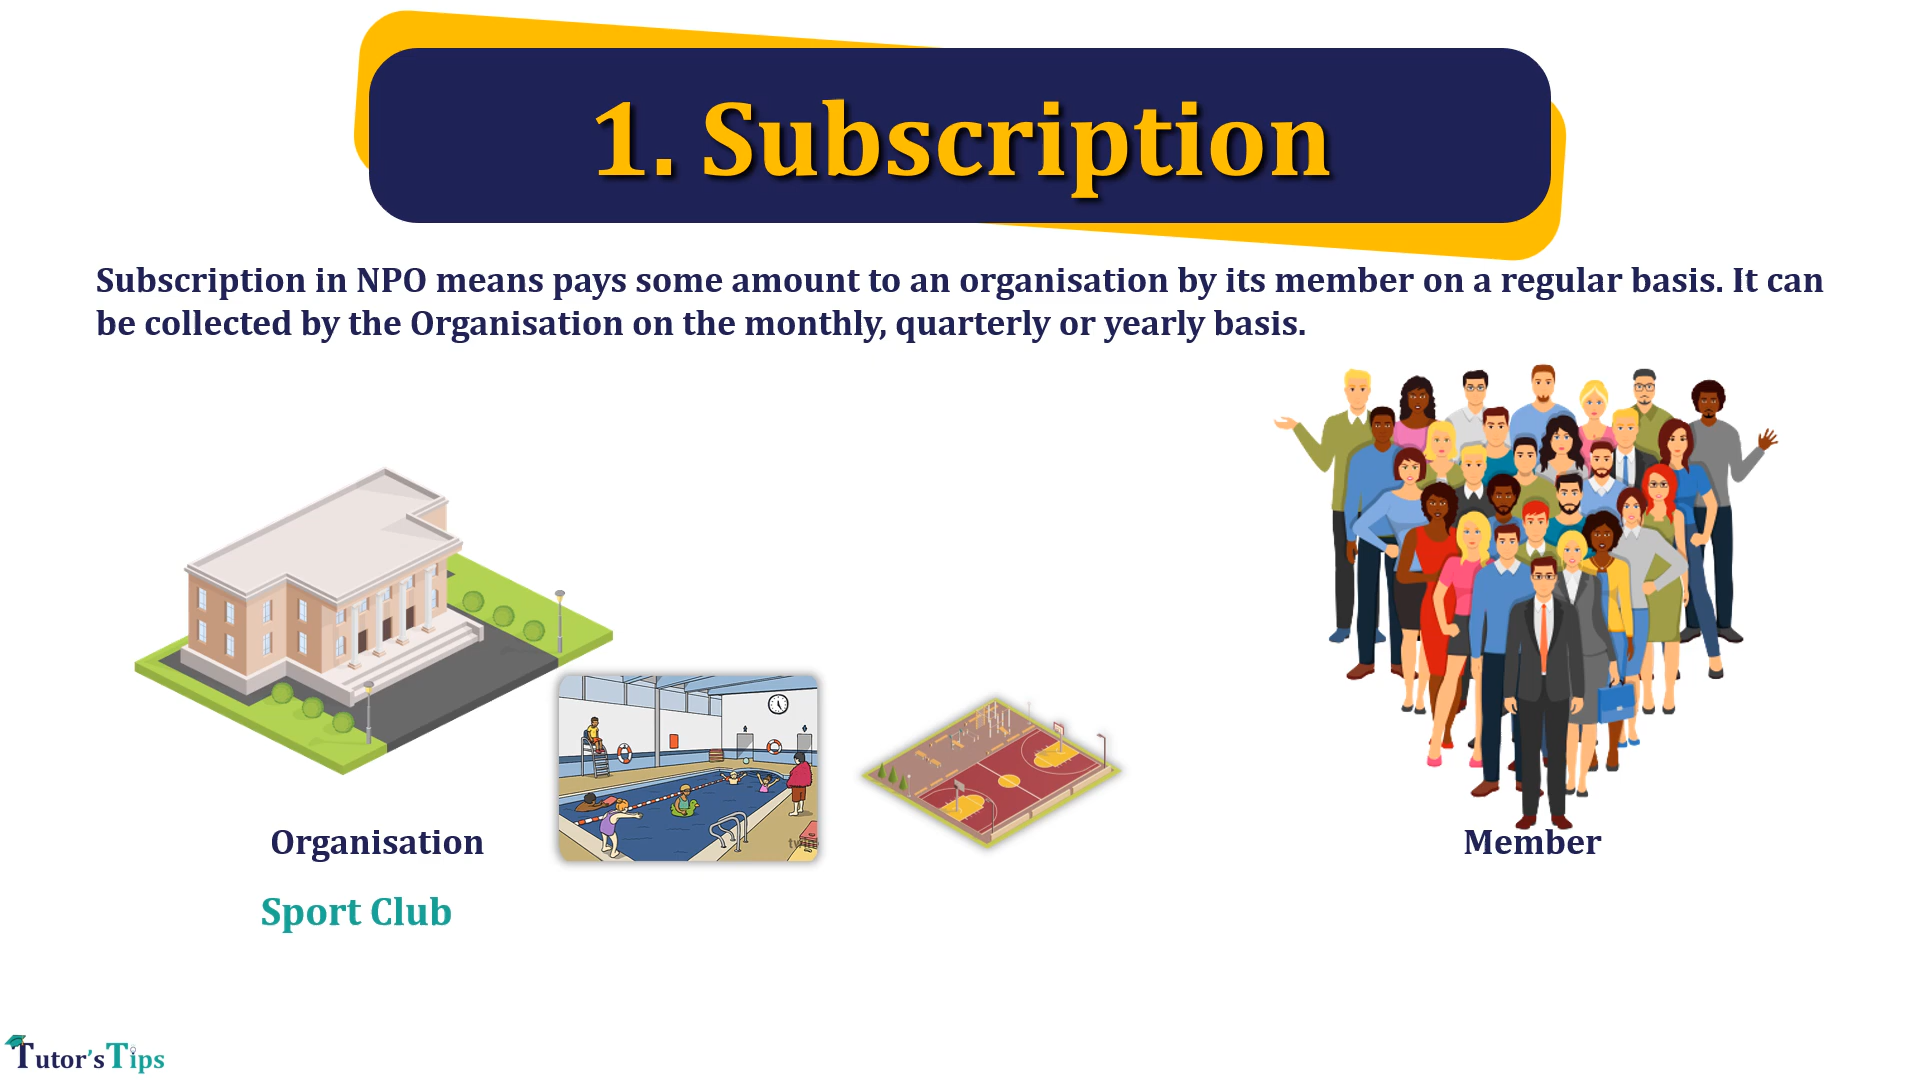 1. Subscription
Subscription in NPO means pays some amount to an organisation by its member on a regular basis. It can
be collected by the Organisation on the monthly, quarterly or yearly basis.
Organisation
Member
Sport Club
Tutor'sTips